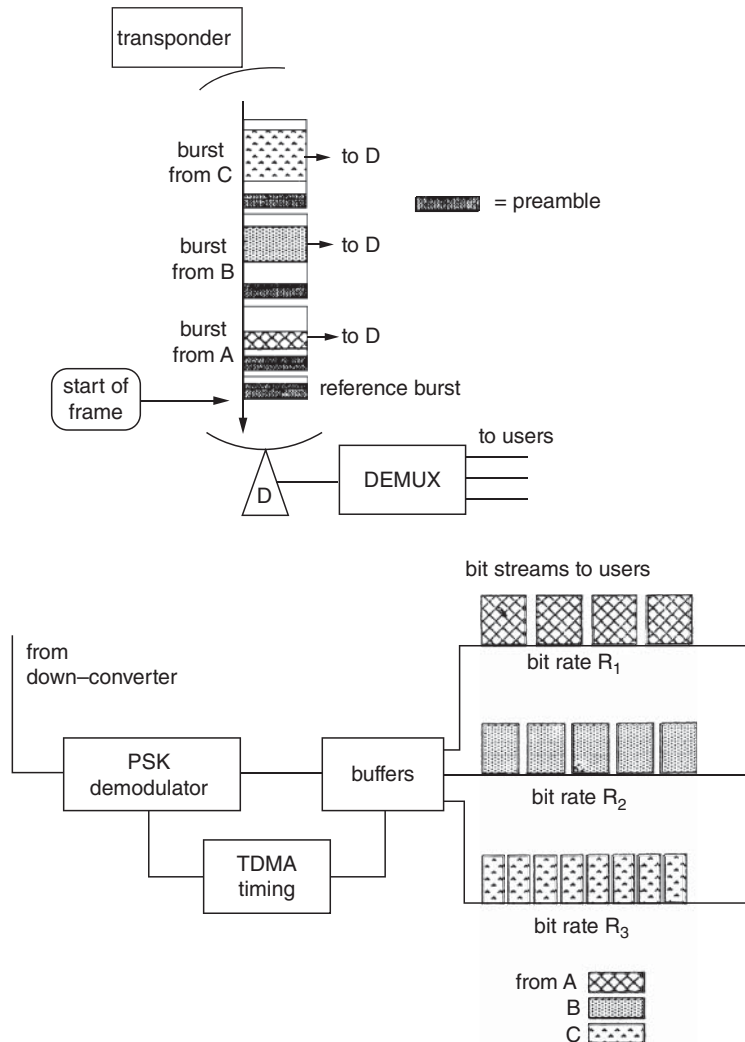 transponder
burst
from C
to D
= preamble
burst
from B
to D
burst
from A
to D
start of
frame
reference burst
to users
D
DEMUX
bit streams to users
from
down–converter
bit rate R₁
PSK
demodulator
buffers
bit rate R₂
TDMA
timing
bit rate R₃
from A
B
C